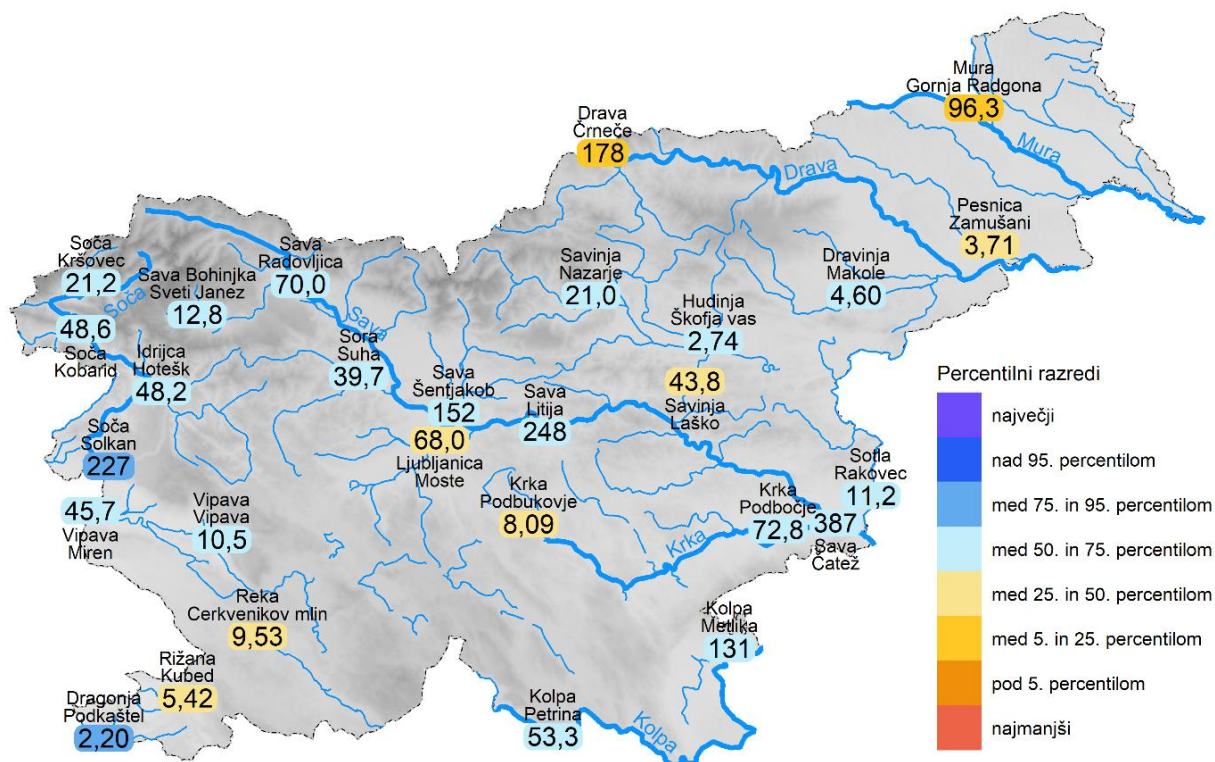 Mura
Gornja Radgona
96,3
Mura
Drava
Črneče
178
Drava
Pesnica
Zamušani
3,71
Soča
Kršovec
21,2
Soča
Sava Bohinjka
Sveti Janez
12,8
Sava
Radovljica
70,0
Sava
Savinja
Nazarje
21,0
Dravinja
Makole
4,60
Hudinja
Škofja vas
2,74
48,6
Soča
Kobarid
Idrijca
Hotešk
48,2
Sora
Suha
39,7
Sava
Šentjakob
152
68,0
Ljubljanica
Moste
Sava
Litija
248
43,8
Savinja
Laško
Soča
Solkan
227
45,7
Vipava
Miren
Vipava
Vipava
10,5
Krka
Podbukovje
8,09
Krka
Krka
Podbočje
72,8
387
Sava
Čatež
Sotla
Rakovec
11,2
Reka
Cerkvenikov mlin
9,53
Rižana
Kubed
5,42
Dragonja
Podkaštel
2,20
Kolpa
Petrina
53,3
Kolpa
Kolpa
Metlika
131
Percentilni razredi
največji
nad 95. percentilom
med 75 in 95 percentilom
med 50. in 75. percentilom
med 25. in 50. percentilom
med 5. in 25. percentilom
pod 5. percentilom
najmanjši